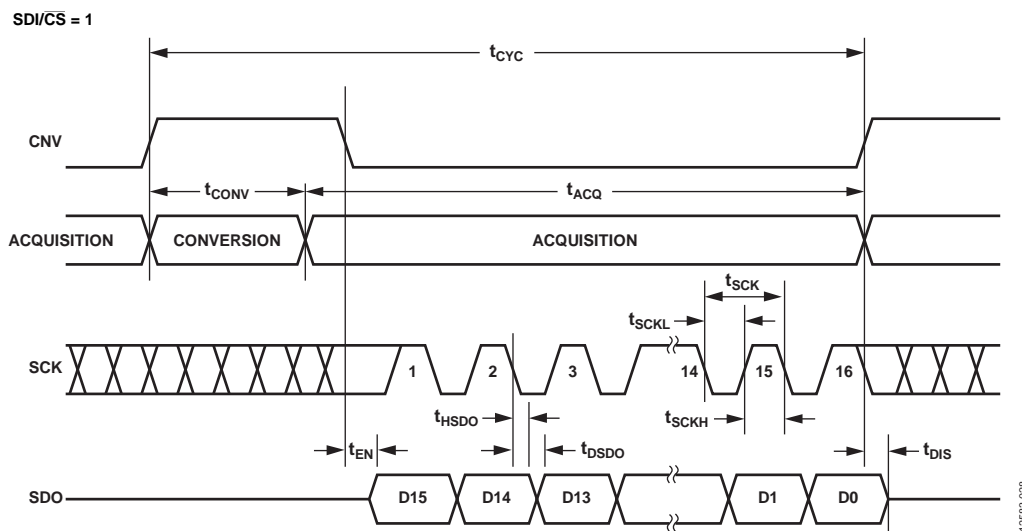 SDI/CS = 1
tCYC
CNV
tCONV
tACQ
ACQUISITION
CONVERSION
ACQUISITION
tSCK
tSCKL
SCK
1
2
3
14
15
16
tHSDO
tSCKH
tEN
tDSDO
tDIS
SDO
D15
D14
D13
D1
D0